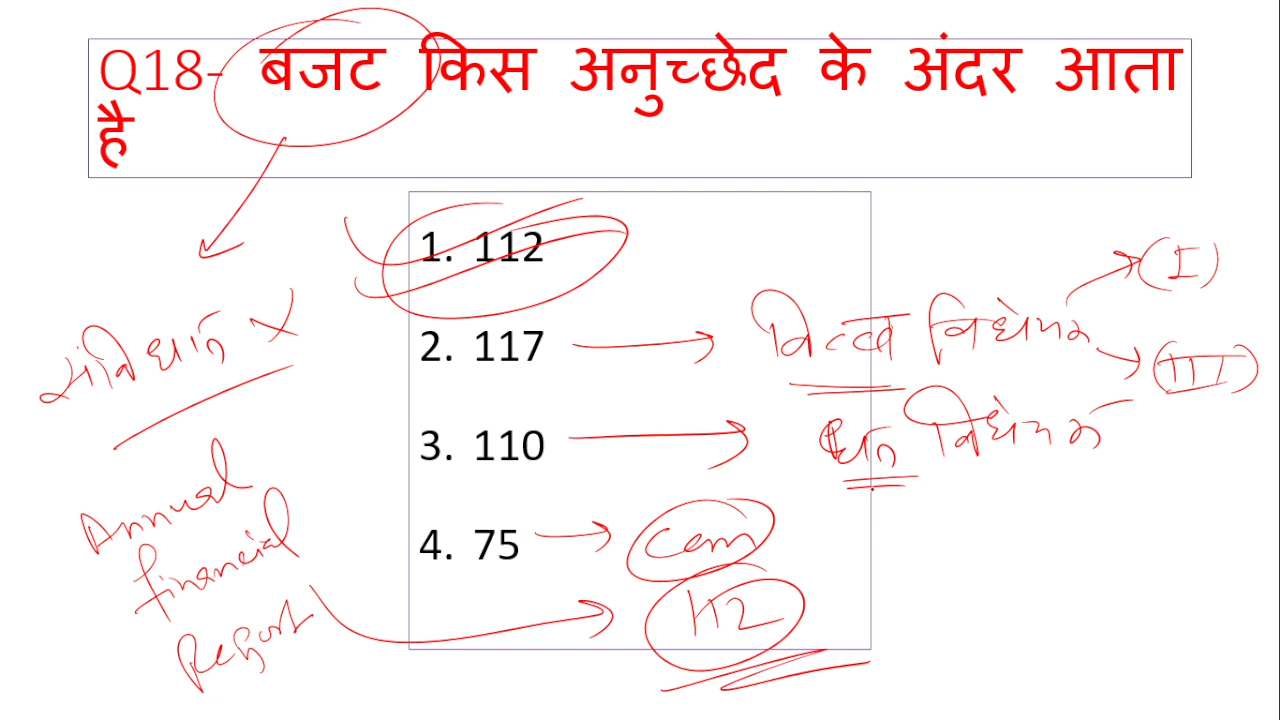 Q18- बजट किस अनुच्छेद के अंदर आता
है
1. 112
2. 117
3. 110
4. 75
संविधान X
Annual
financial
Report
वित्त विधेयक
(I)
(III)
धन विधेयक
com
112